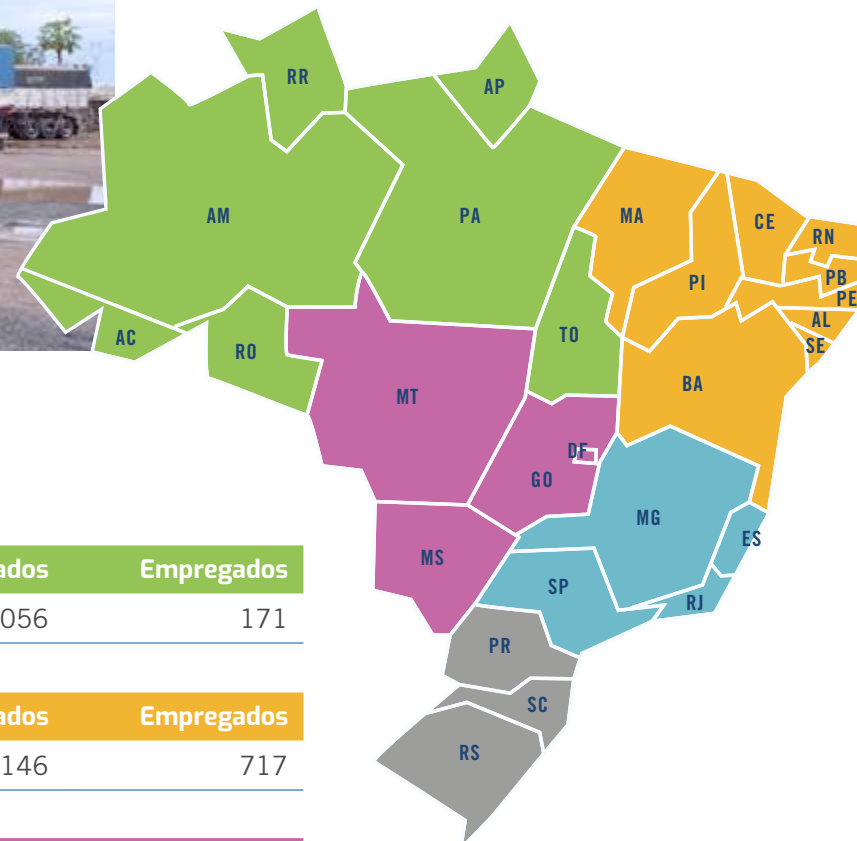 RR
AP
AM
PA
MA
CE
RN
PI
PB
PE
AL
SE
AC
RO
TO
MT
BA
DF
GO
MG
ES
MS
SP
RJ
PR
SC
RS
ados Empregados
056 171
ados Empregados
146 717